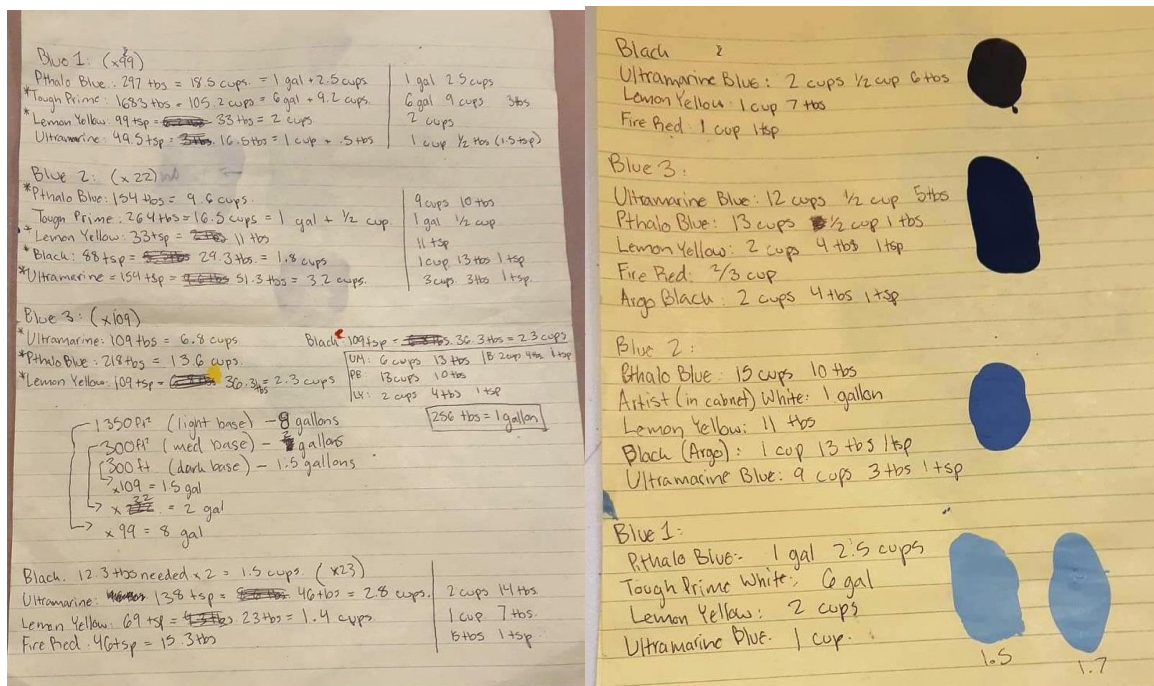 Blue 1: (x99)
Pthalo Blue: 297 tbs = 18.5 cups. = 1 gal + 2.5 cups. 1 gal 2.5 cups
*Tough Prime: 1683 tbs = 105.2 cups = 6 gal + 9.2 cups. 6 gal 9 cups 3tbs
*Lemon Yellow: 99 tsp = 33 tbs = 2 cups 2 cups
Ultramarine: 49.5 tsp = 16.5 tbs = 1 cup + .5 tbs 1 cup ½ tbs (1.5 tsp)
Blue 2: (x 22)
*Pthalo Blue: 154 tbs = 9.6 cups. 9 cups 10 tbs
Tough Prime: 264 tbs = 16.5 cups = 1 gal + 1/2 cup. 1 gal 1/2 cup
*Lemon Yellow: 33 tsp = 11 tbs 11 tsp
*Black: 88 tsp = 29.3 tbs = 1.8 cups 1 cup 13 tbs 1 tsp
*Ultramerine = 154 tsp = 51.3 tbs = 3.2 cups. 3 cups 3 tbs 1 tsp.
Blue 3: (x109)
*Ultramarine: 109 tbs = 6.8 cups Black 109 tsp = 36.3 tbs = 2.3 cups
*Pthalo Blue: 218 tbs = 13.6 cups. UM: 6 cups 13 tbs B 2 cup 4 tbs 1 tsp
PB: 13 cups 10 tbs
*Lemon Yellow: 109 tsp = 36.3 tbs = 2.3 cups LY: 2 cups 4 tbs 1 tsp
1350 ft² (light base) - 8 gallons 256 tbs = 1 gallon
300 ft² (med base) - 2 gallons
300 ft (dark base) - 1.5 gallons
x109 = 1.5 gal
x 22 = 2 gal
x 99 = 8 gal
Black. 12.3 tbs needed x 2 = 1.5 cups. (x23)
Ultramarine: 138 tsp = 46 tbs = 2.8 cups. 2 cups 14 tbs.
Lemon Yellow: 69 tsp = 23 tbs = 1.4 cups 1 cup 7 tbs.
Fire Red. 46 tsp = 15.3 tbs 15 tbs 1 tsp.
Black
Ultramarine Blue: 2 cups 1/2 cup 6 tbs
Lemon Yellow: 1 cup 7 tbs
Fire Red: 1 cup 1 tsp
Blue 3:
Ultramarine Blue: 12 cups 1/2 cup 5 tbs
Pthalo Blue: 13 cups 1/2 cup 1 tbs
Lemon Yellow: 2 cups 4 tbs 1 tsp
Fire Red: 2/3 cup
Argo Black: 2 cups 4 tbs 1 tsp
Blue 2:
Pthalo Blue: 15 cups 10 tbs
Artist (in cabnet) White: 1 gallon
Lemon Yellow: 11 tbs
Black (Argo): 1 cup 13 tbs 1 tsp
Ultramarine Blue: 9 cups 3 tbs 1 tsp
Blue 1:
Pthalo Blue: 1 gal 2.5 cups
Tough Prime White: 6 gal
Lemon Yellow: 2 cups
Ultramarine Blue. 1 cup.
1.5 1.7